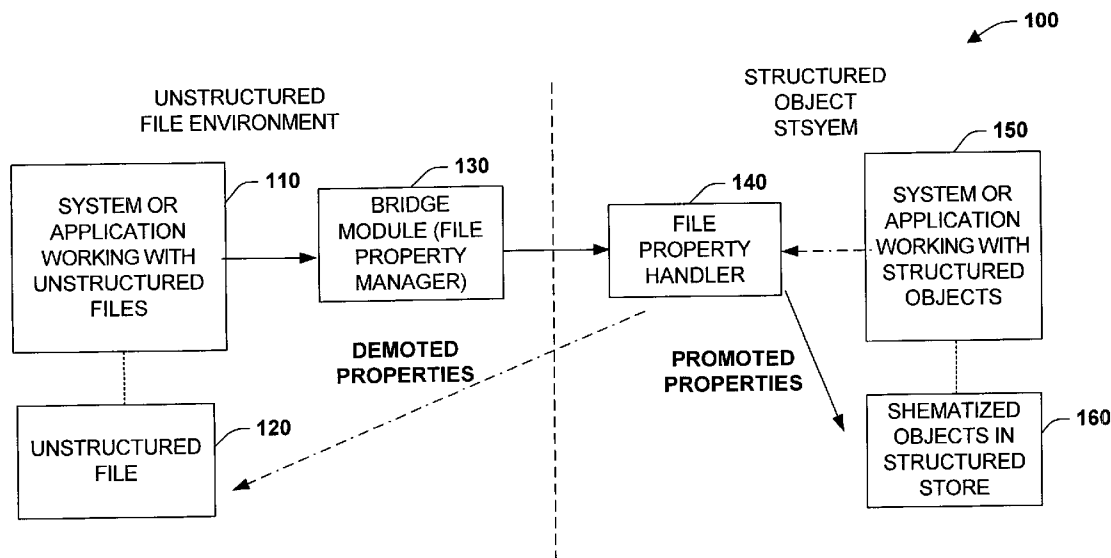 100
UNSTRUCTURED
FILE ENVIRONMENT
STRUCTURED
OBJECT
STSYEM
110
SYSTEM OR
APPLICATION
WORKING WITH
UNSTRUCTURED
FILES
130
BRIDGE
MODULE (FILE
PROPERTY
MANAGER)
140
FILE
PROPERTY
HANDLER
150
SYSTEM OR
APPLICATION
WORKING WITH
STRUCTURED
OBJECTS
DEMOTED
PROPERTIES
PROMOTED
PROPERTIES
120
UNSTRUCTURED
FILE
160
SHEMATIZED
OBJECTS IN
STRUCTURED
STORE